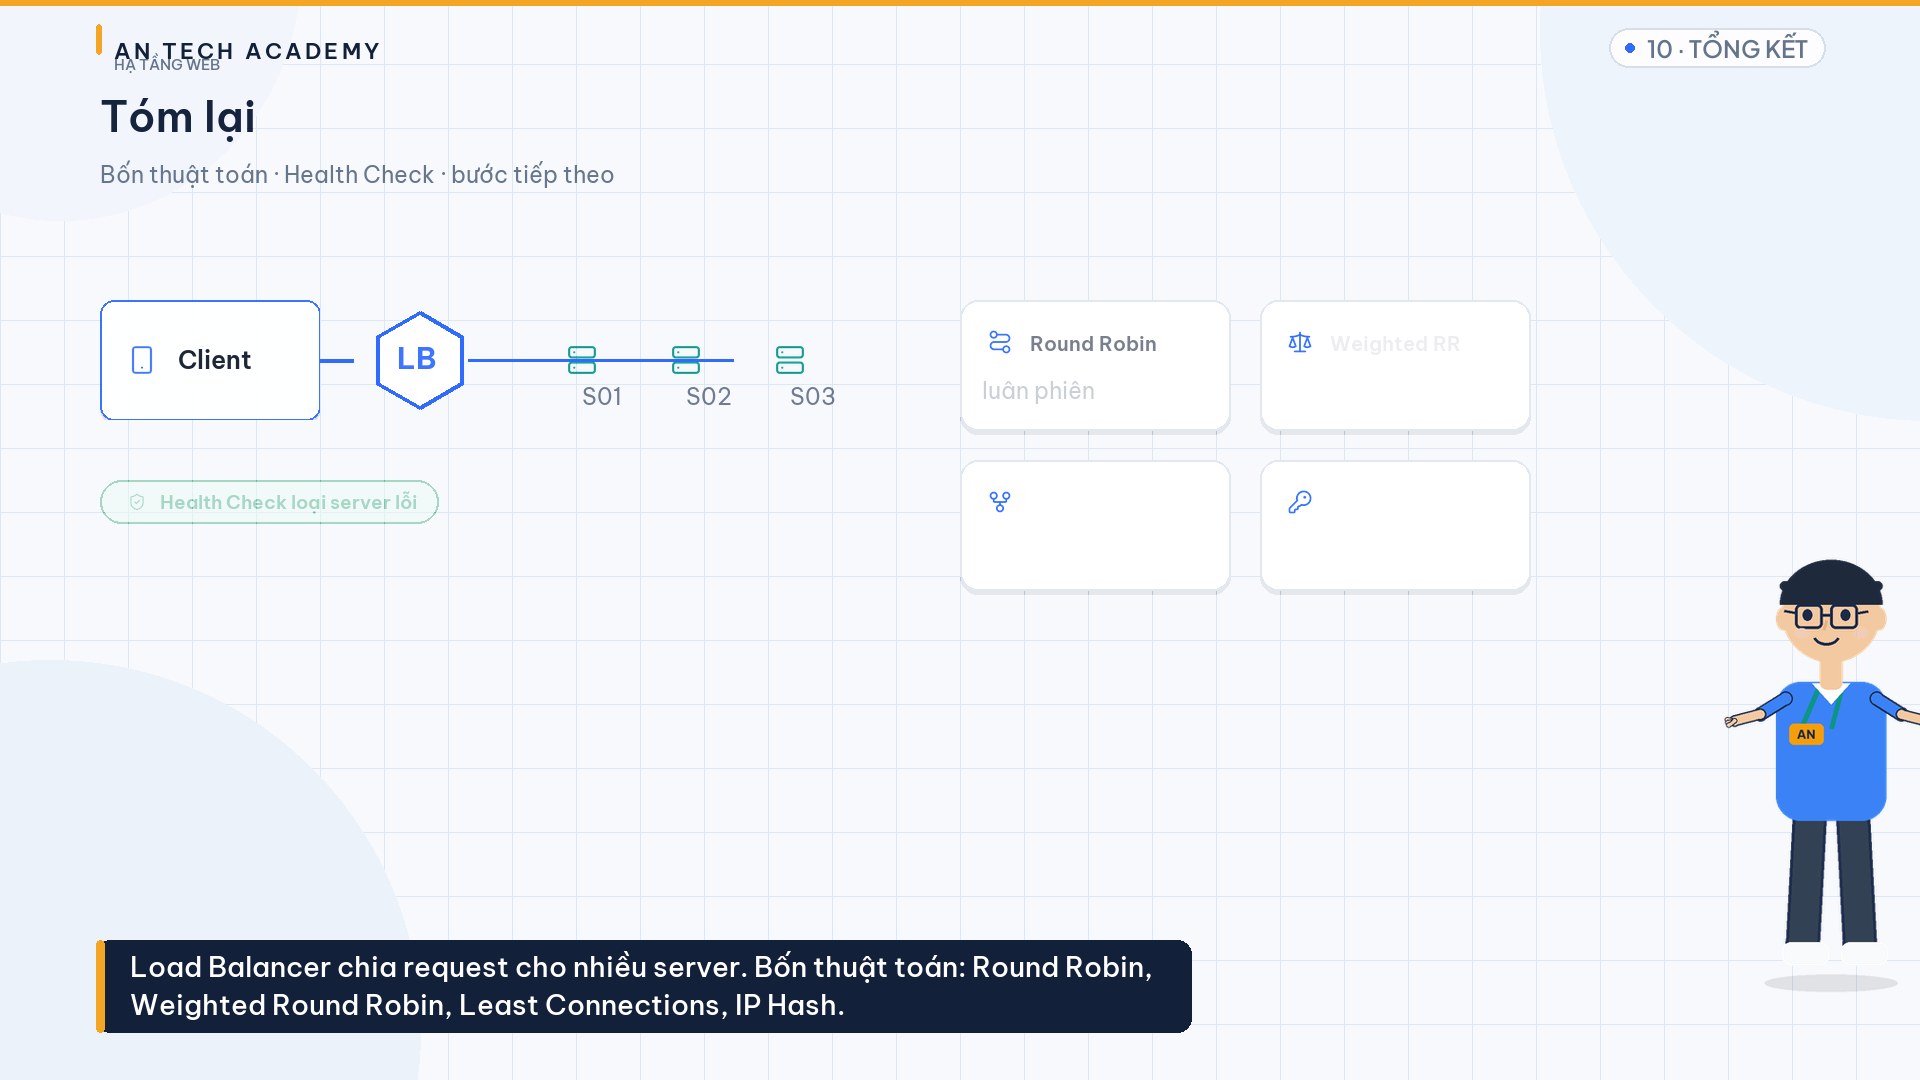 AN TECH ACADEMY
HẠ TẦNG WEB
10 · TỔNG KẾT
Tóm lại
Bốn thuật toán · Health Check · bước tiếp theo
Client
LB
S01
S02
S03
Round Robin
luân phiên
Weighted RR
Health Check loại server lỗi
AN
Load Balancer chia request cho nhiều server. Bốn thuật toán: Round Robin,
Weighted Round Robin, Least Connections, IP Hash.